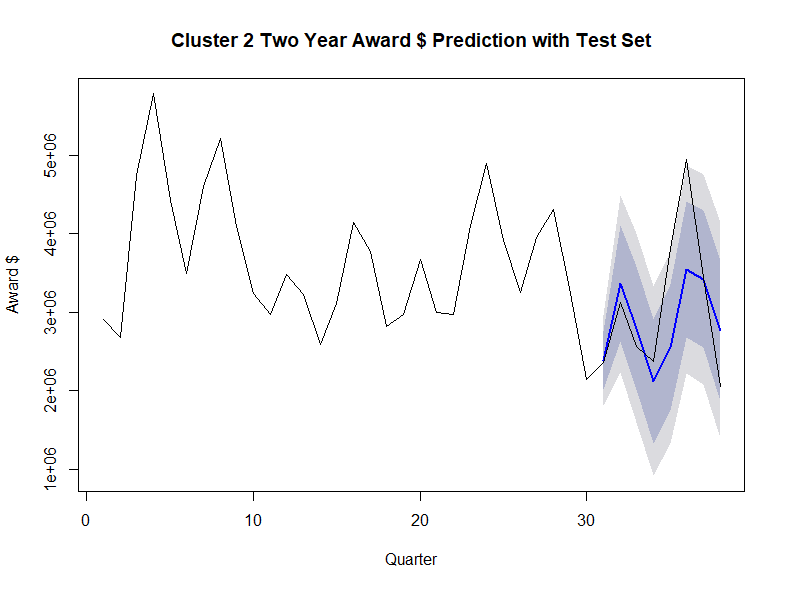 Cluster 2 Two Year Award $ Prediction with Test Set
Award $
5e+06
4e+06
3e+06
2e+06
1e+06
0 10 20 30
Quarter